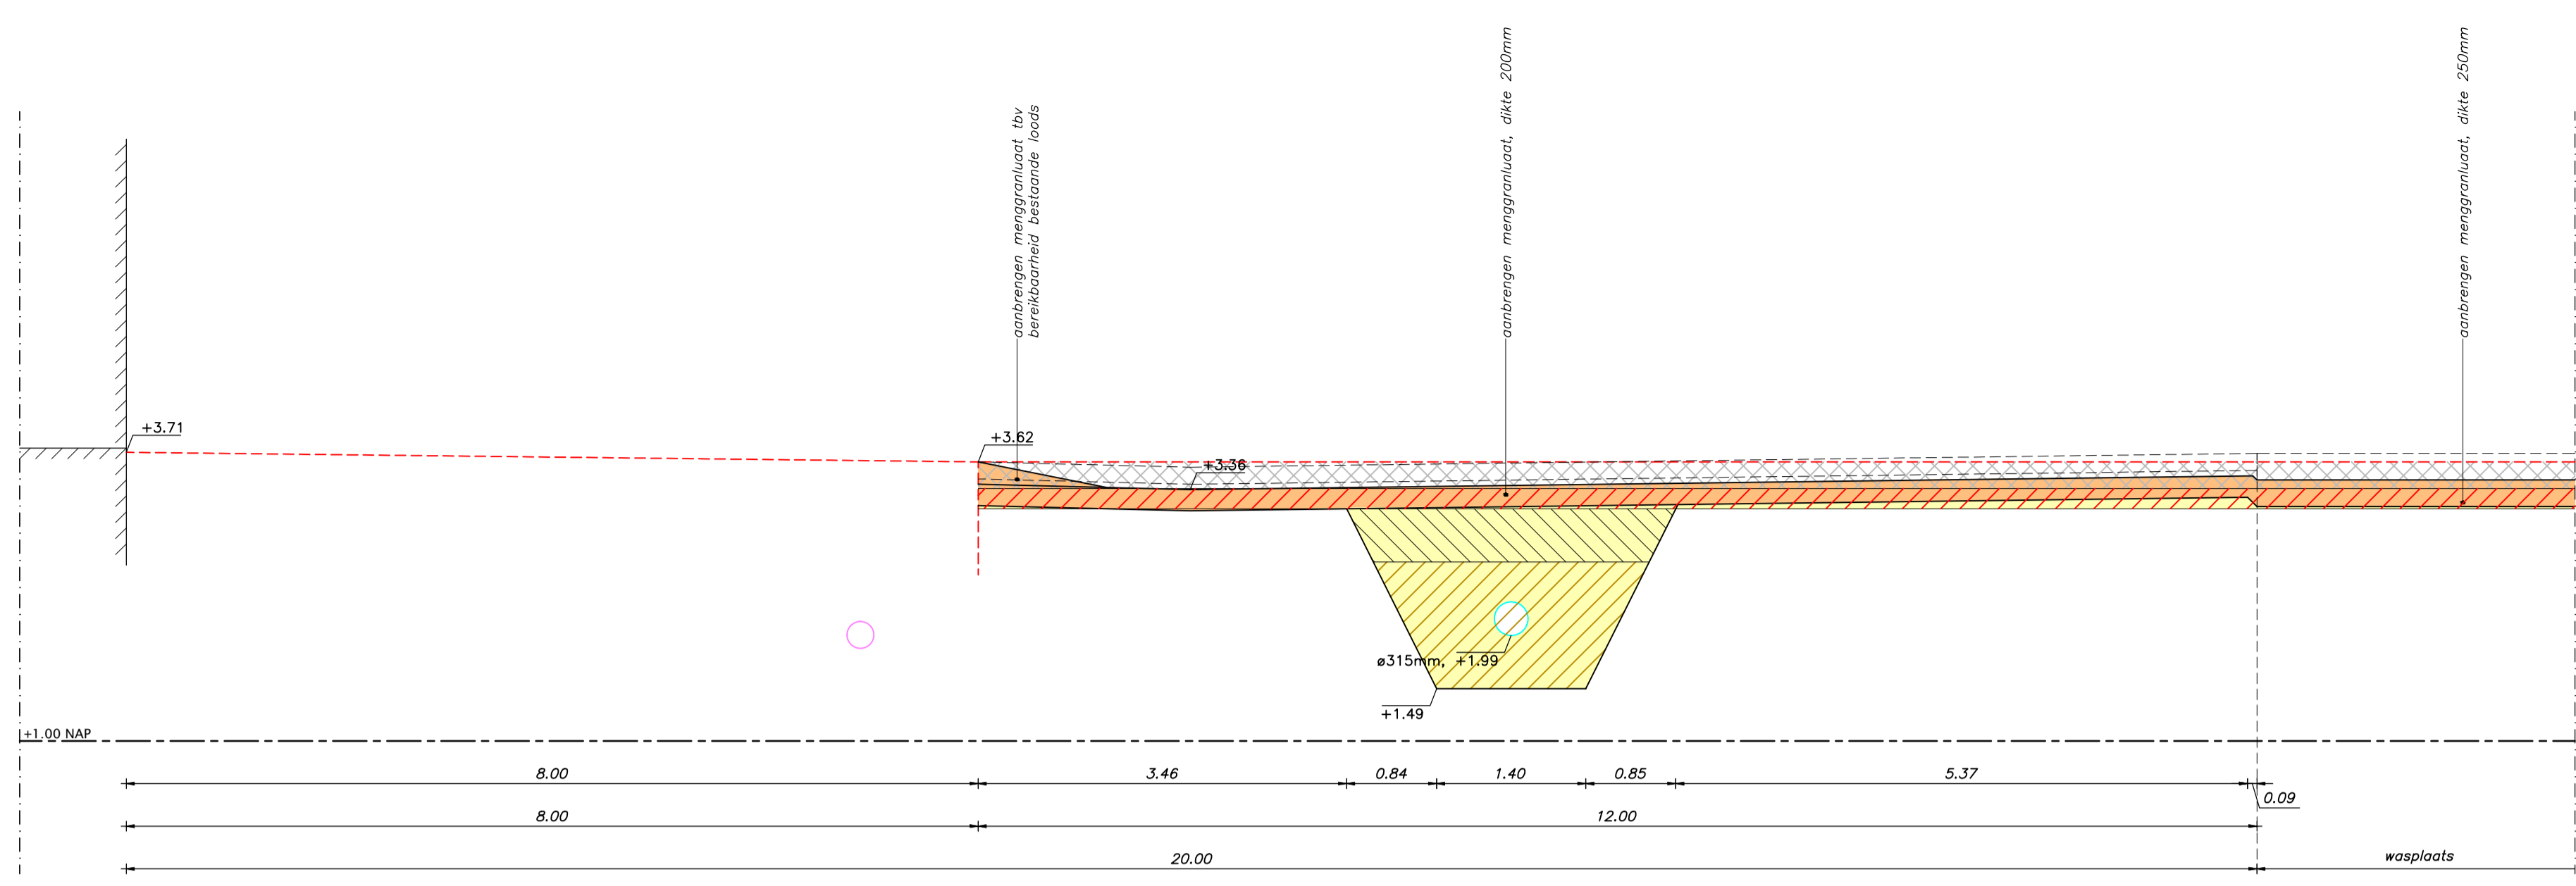 aanbrengen menggranluaat tbv
bereikbaarheid bestaande loods
aanbrengen menggranluaat, dikte 200mm
aanbrengen menggranluaat, dikte 250mm
+3.71
+3.62
+3.36
ø315mm, +1.99
+1.49
+1.00 NAP
8.00
3.46
0.84
1.40
0.85
5.37
0.09
8.00
12.00
20.00
wasplaats